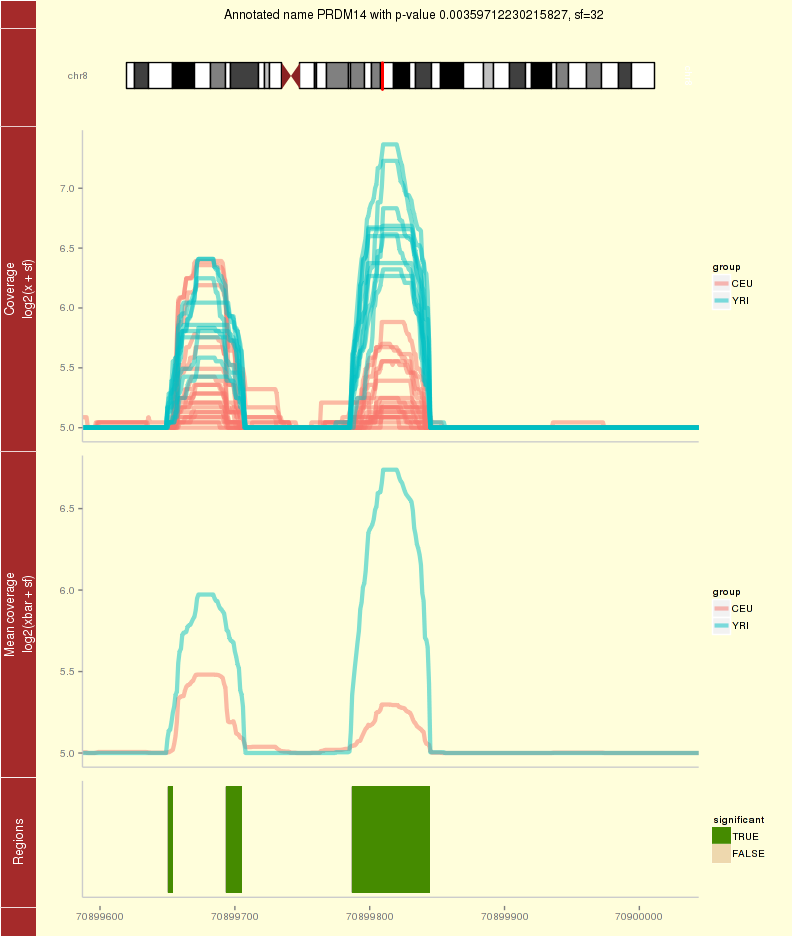 Annotated name PRDM14 with p-value 0.00359712230215827, sf=32
chr8
Coverage
log2(x + sf)
7.0
6.5
6.0
5.5
5.0
group
CEU
YRI
Mean coverage
log2(xbar + sf)
6.5
6.0
5.5
5.0
group
CEU
YRI
Regions
significant
TRUE
FALSE
70899600
70899700
70899800
70899900
70900000